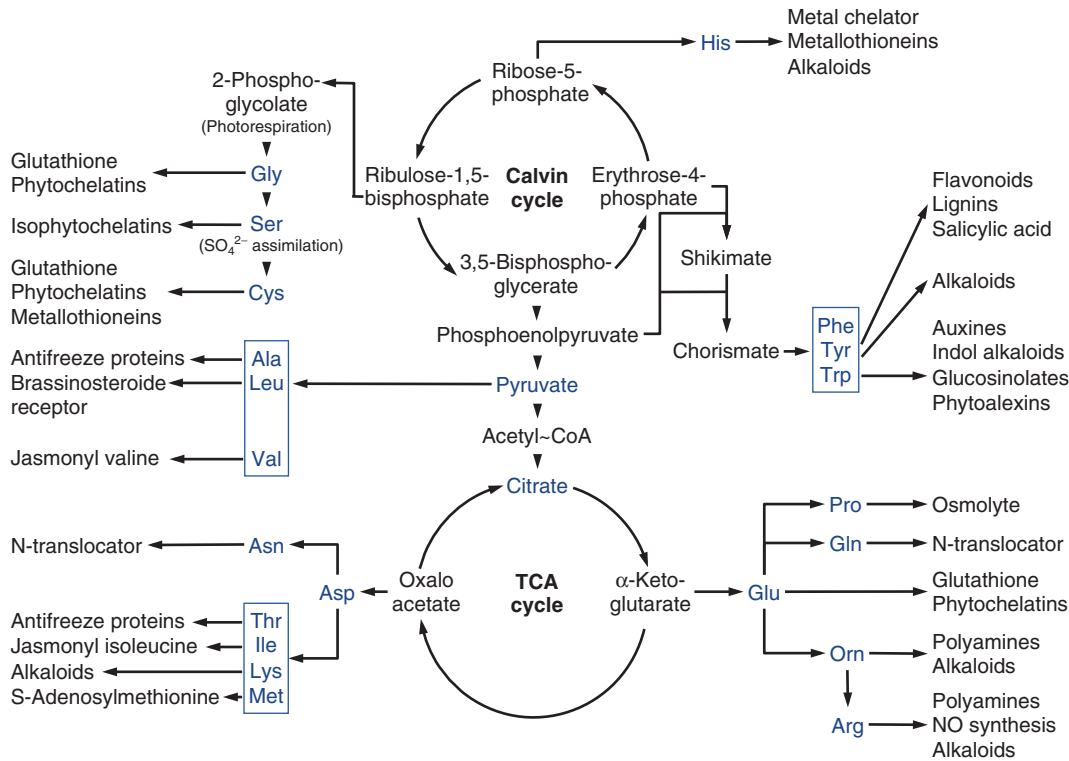 Metal chelator
His
Metallothioneins
Alkaloids
Ribose-5-
phosphate
2-Phospho-
glycolate
(Photorespiration)
Glutathione
Phytochelatins
Gly
Ribulose-1,5-
bisphosphate
Calvin
cycle
Erythrose-4-
phosphate
Flavonoids
Lignins
Salicylic acid
Isophytochelatins
Ser
(SO₄²⁻ assimilation)
3,5-Bisphospho-
glycerate
Shikimate
Glutathione
Phytochelatins
Metallothioneins
Cys
Alkaloids
Phosphoenolpyruvate
Chorismate
Phe
Tyr
Trp
Auxines
Indol alkaloids
Glucosinolates
Phytoalexins
Antifreeze proteins
Ala
Brassinosteroide
receptor
Leu
Pyruvate
Acetyl~CoA
Jasmonyl valine
Val
Citrate
Pro
Osmolyte
N-translocator
Asn
Gln
N-translocator
Asp
Oxalo
acetate
TCA
cycle
α-Keto-
glutarate
Glu
Glutathione
Phytochelatins
Antifreeze proteins
Thr
Jasmonyl isoleucine
Ile
Alkaloids
Lys
S-Adenosylmethionine
Met
Orn
Polyamines
Alkaloids
Arg
Polyamines
NO synthesis
Alkaloids